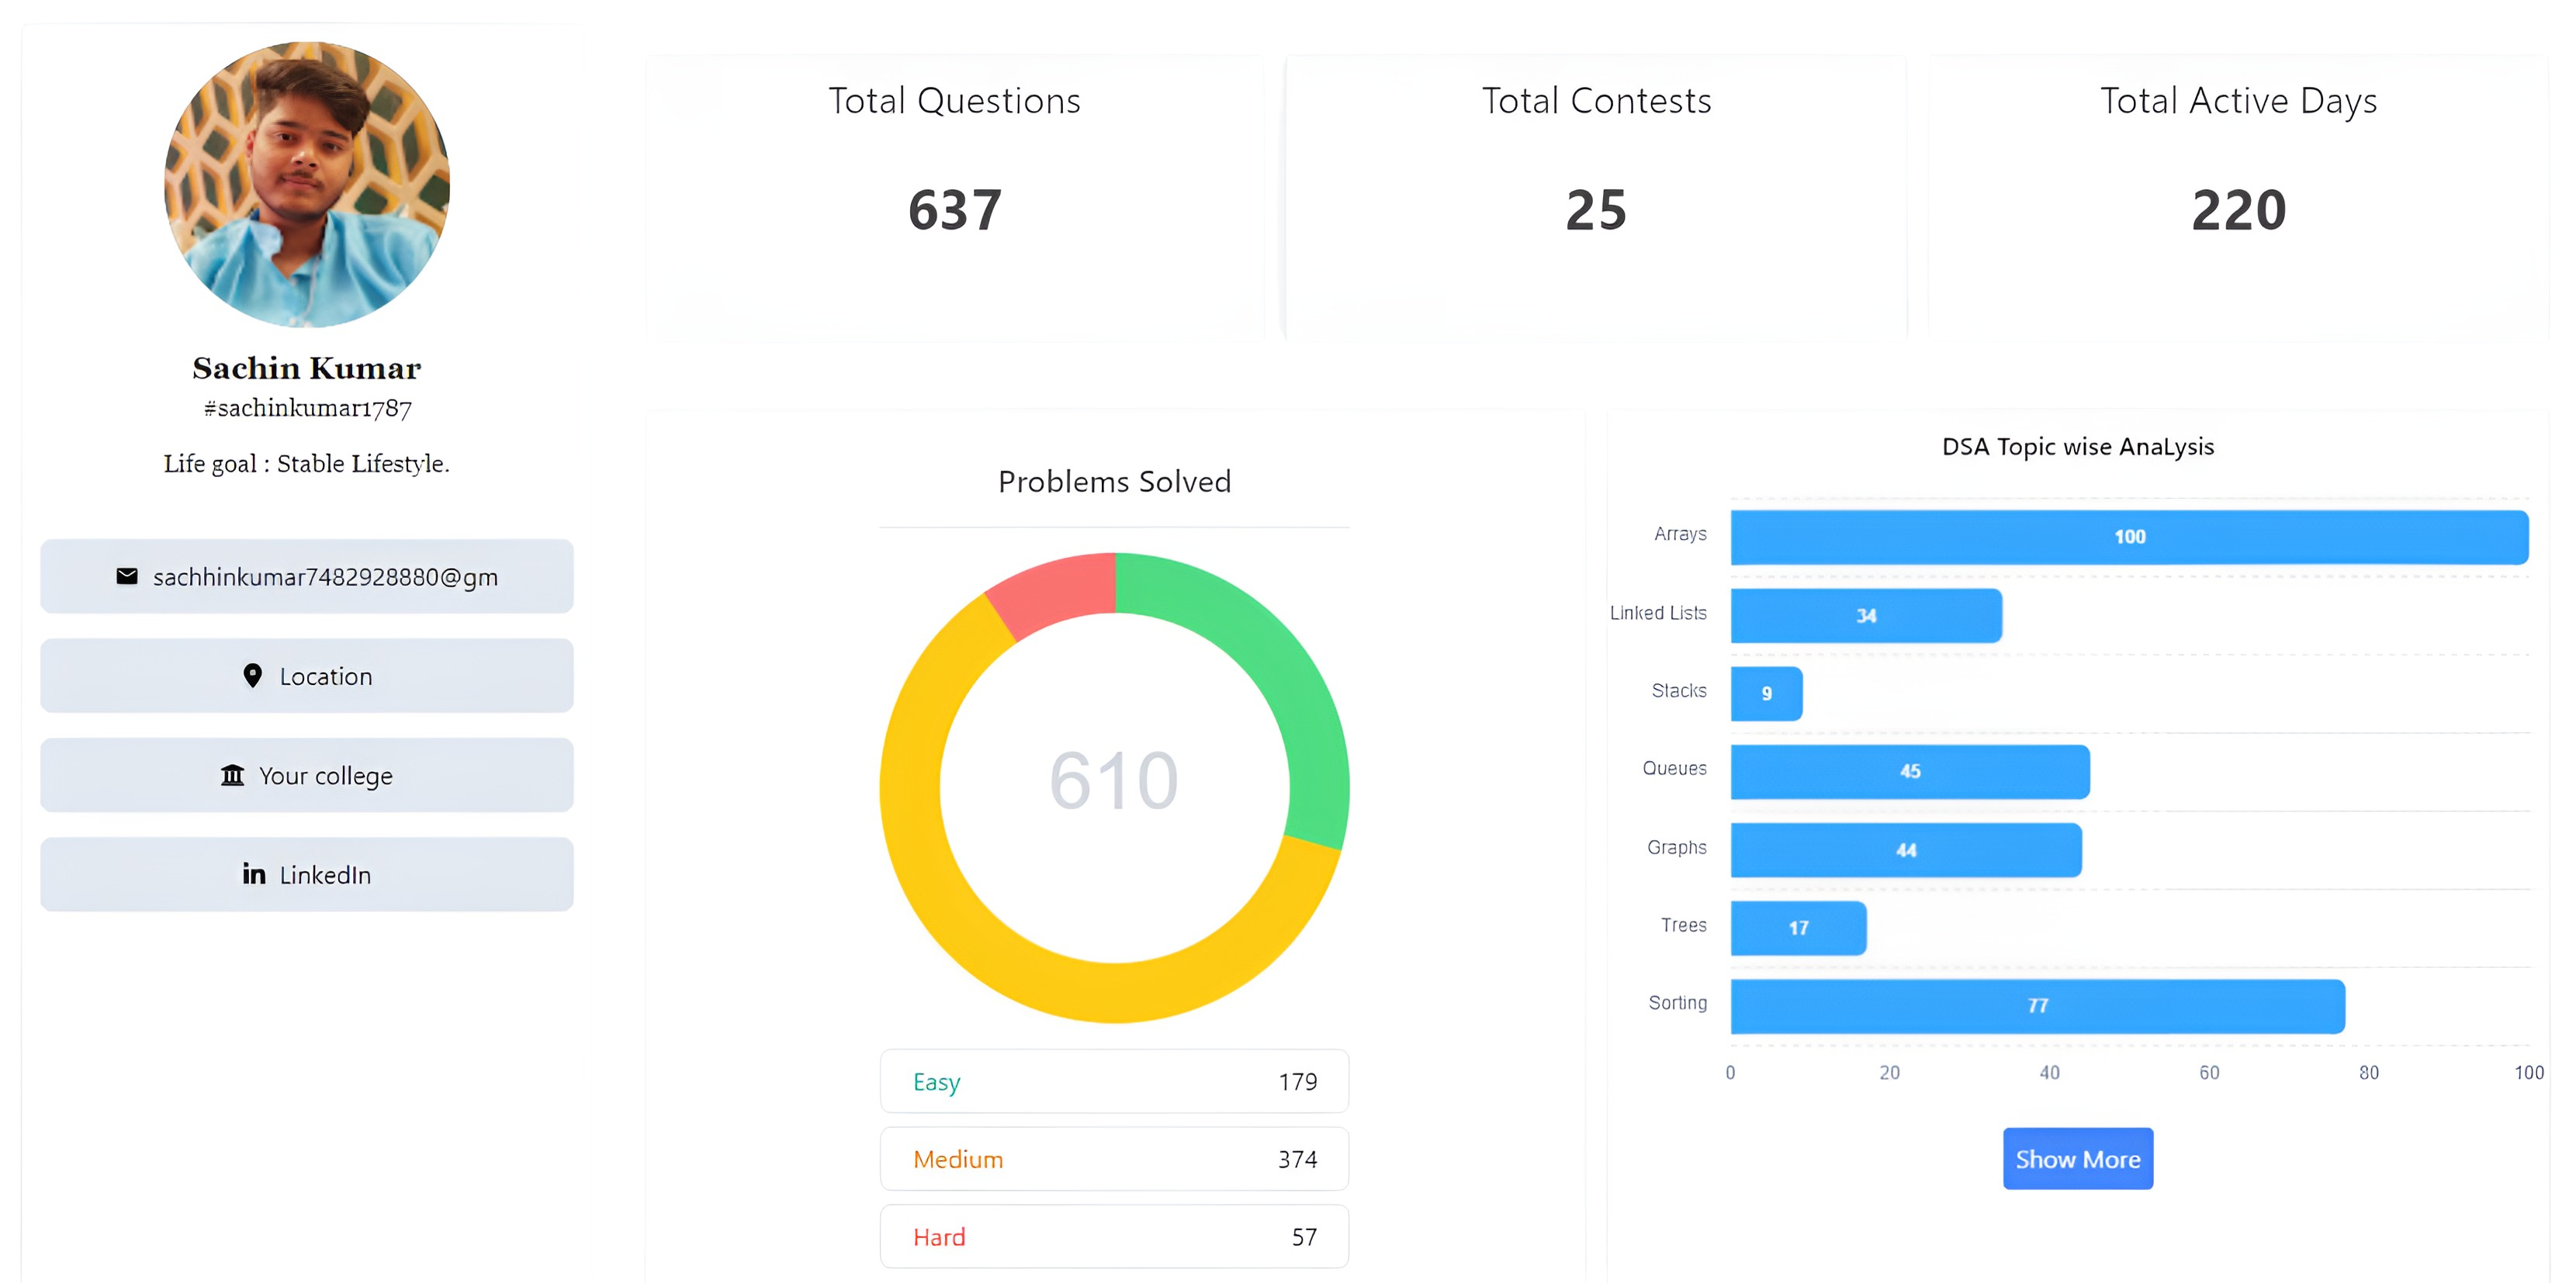 Sachin Kumar
#sachinkumar1787
Life goal : Stable Lifestyle.
sachhinkumar7482928880@gm
Location
Your college
LinkedIn
Total Questions
637
Total Contests
25
Total Active Days
220
Problems Solved
610
Easy 179
Medium 374
Hard 57
DSA Topic wise AnaLysis
Arrays 100
Linked Lists 34
Stacks 9
Queues 45
Graphs 44
Trees 17
Sorting 77
0 20 40 60 80 100
Show More